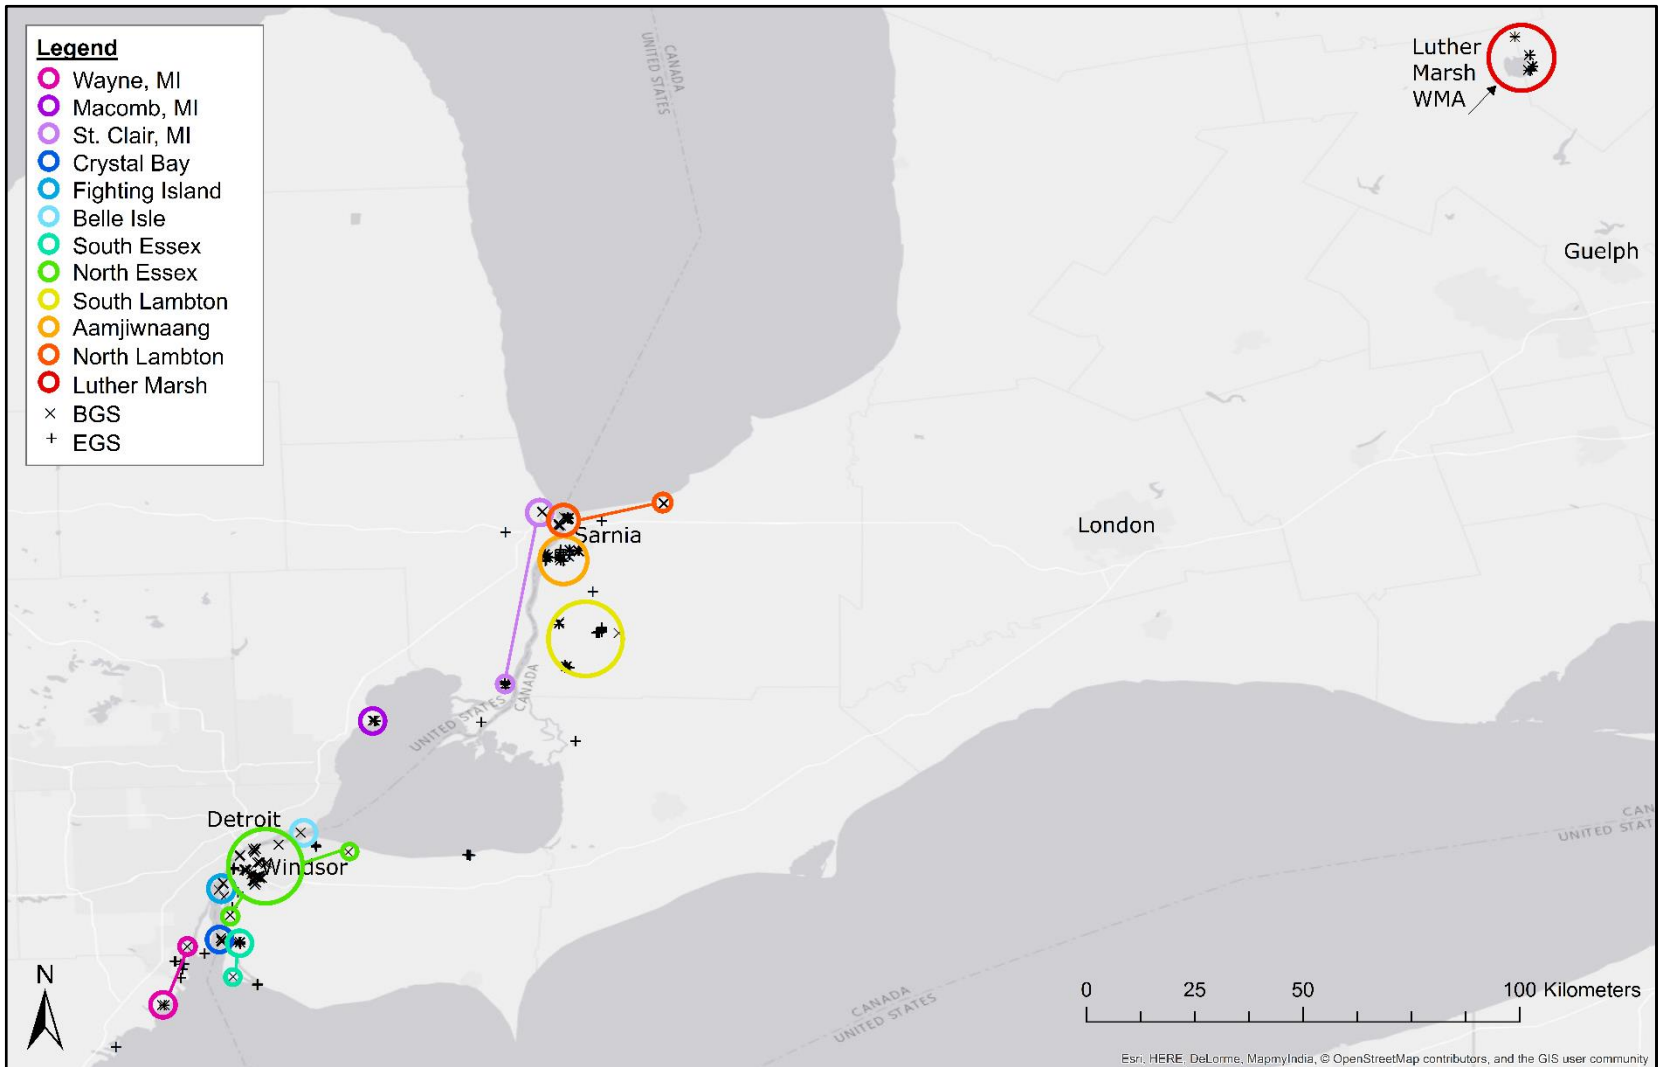 Legend
Wayne, MI
Macomb, MI
St. Clair, MI
Crystal Bay
Fighting Island
Belle Isle
South Essex
North Essex
South Lambton
Aamjiwnaang
North Lambton
Luther Marsh
BGS
EGS
CANADA
UNITED STATES
Luther
Marsh
WMA
Guelph
Sarnia
London
CANADA
UNITED STATES
Detroit
Windsor
CAN
UNITED STAT
CANADA
UNITED STATES
N
0 25 50 100 Kilometers
Esri, HERE, DeLorme, MapmyIndia, © OpenStreetMap contributors, and the GIS user community